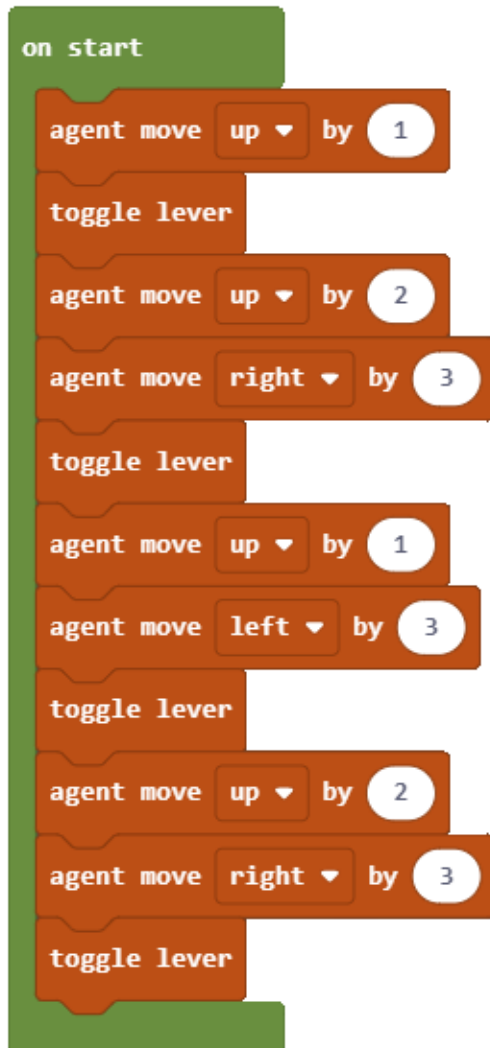 on start
agent move up by 1
toggle lever
agent move up by 2
agent move right by 3
toggle lever
agent move up by 1
agent move left by 3
toggle lever
agent move up by 2
agent move right by 3
toggle lever